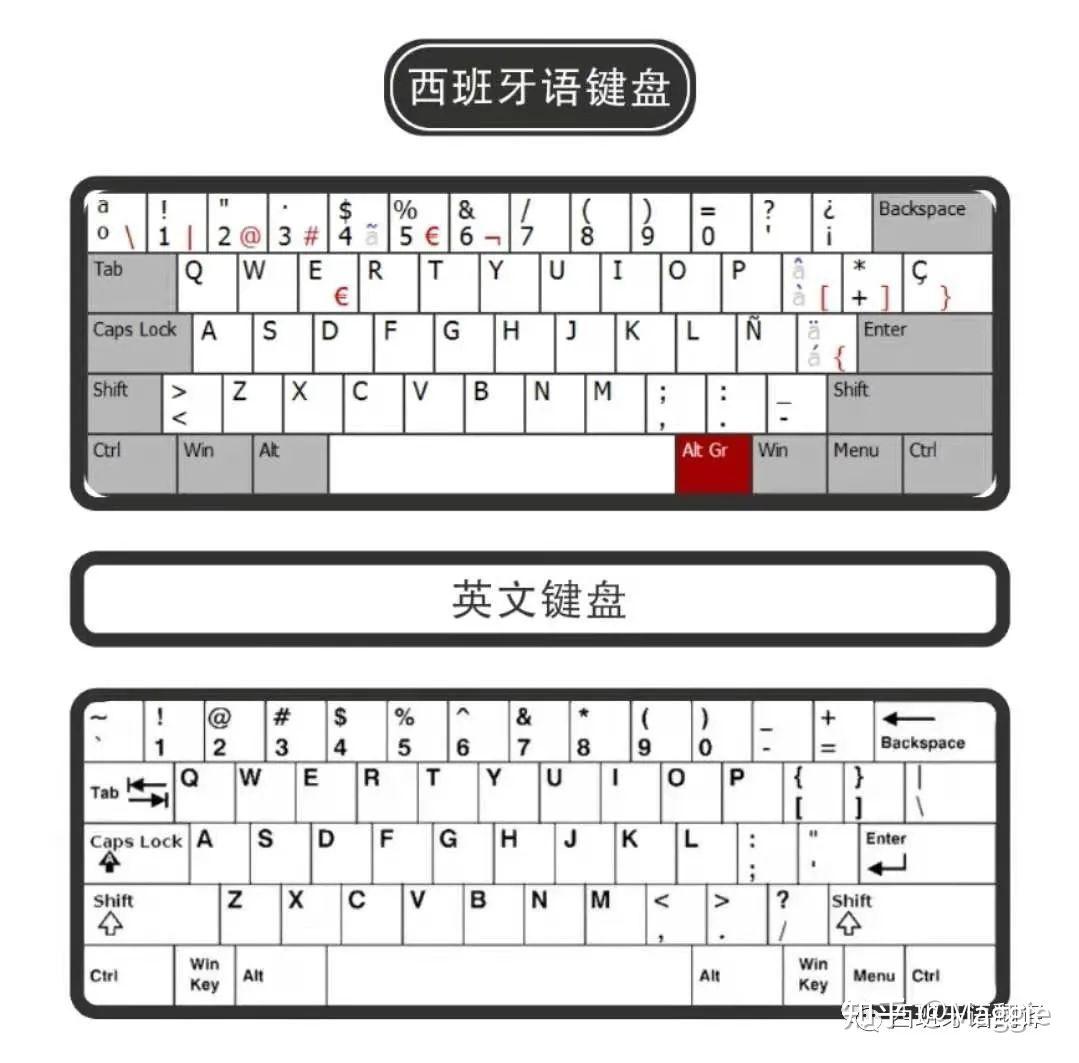 西班牙语键盘
ª ! " · $ % & / ( ) = ? ¿ Backspace
º \ 1 | 2 @ 3 # 4 ã 5 € 6 ¬ 7 8 9 0 ' ¡
Tab Q W E R T Y U I O P â * Ç
€ à [ + ] }
Caps Lock A S D F G H J K L Ñ ä Enter
á {
Shift > Z X C V B N M ; : _ Shift
< , . -
Ctrl Win Alt Alt Gr Win Menu Ctrl
英文键盘
~ ! @ # $ % ^ & * ( ) _ +
` 1 2 3 4 5 6 7 8 9 0 - = Backspace
Tab Q W E R T Y U I O P { } |
[ ] \
Caps Lock A S D F G H J K L : " Enter
; '
Shift Z X C V B N M < > ? Shift
, . /
Ctrl Win Key Alt Alt Win Key Menu Ctrl
知乎 @Maggie